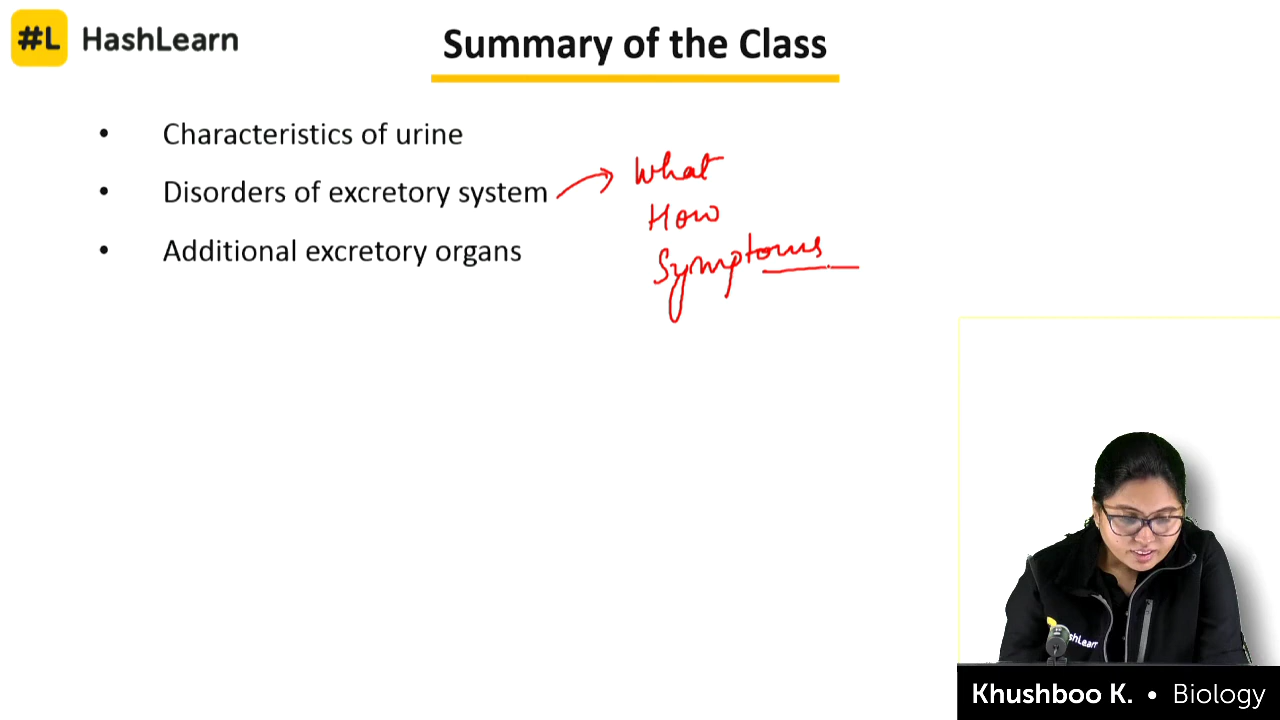 #L HashLearn
Summary of the Class
• Characteristics of urine
• Disorders of excretory system
• Additional excretory organs
What
How
Symptoms
shLearn
Khushboo K. • Biology